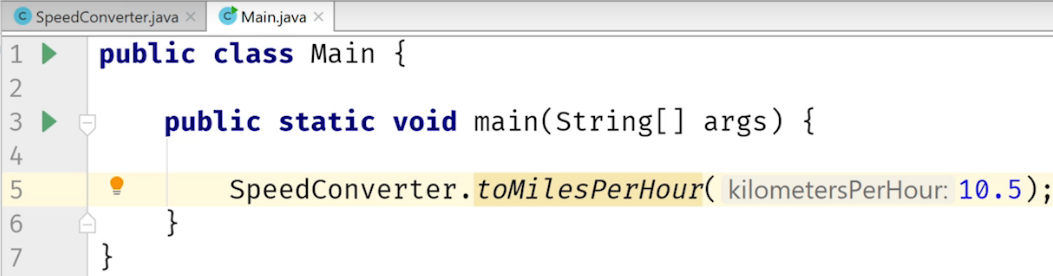 SpeedConverter.java × Main.java ×
1 public class Main {
2
3 public static void main(String[] args) {
4
5 SpeedConverter.toMilesPerHour( kilometersPerHour: 10.5);
6 }
7 }